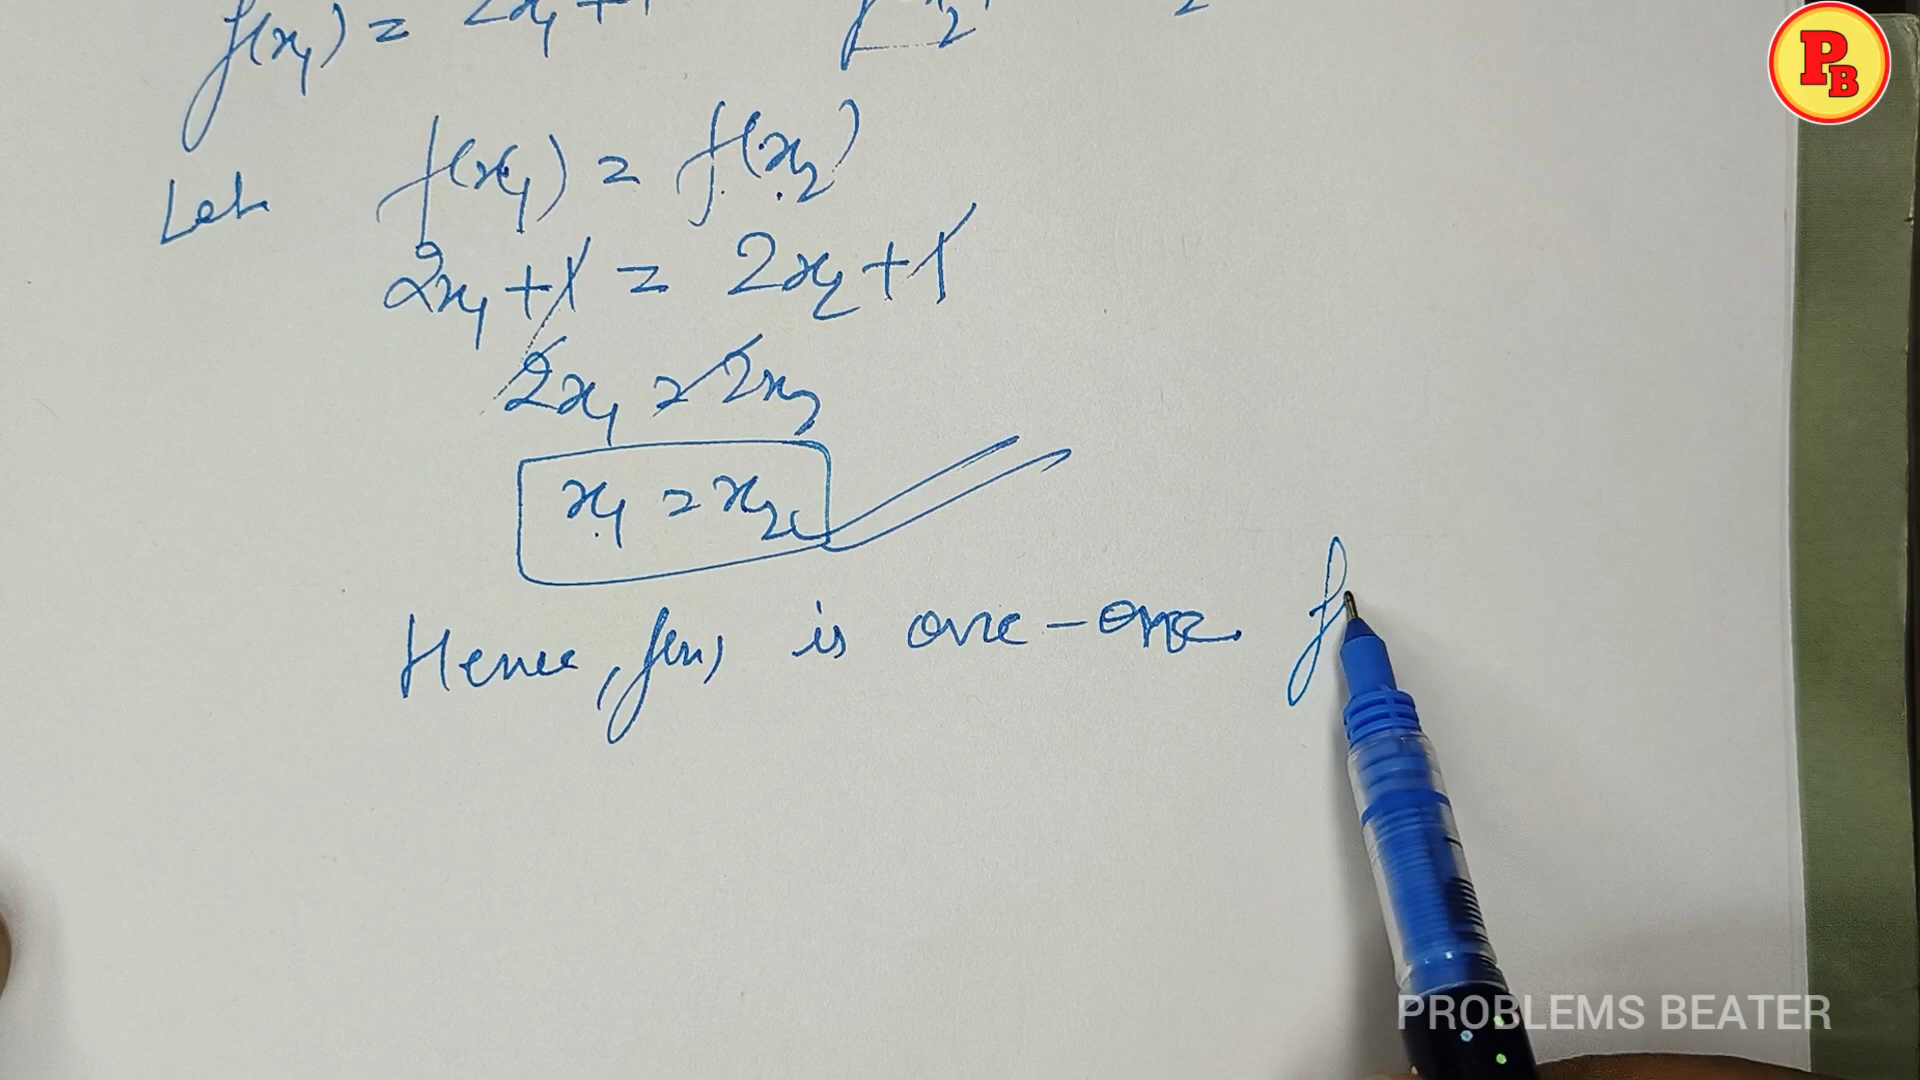 f(x₁) = 2x₁ + 1
PB
Let f(x₁) = f(x₂)
2x₁ + 1 = 2x₂ + 1
2x₁ = 2x₂
x₁ = x₂
Hence, f(x) is one-one f
PROBLEMS BEATER